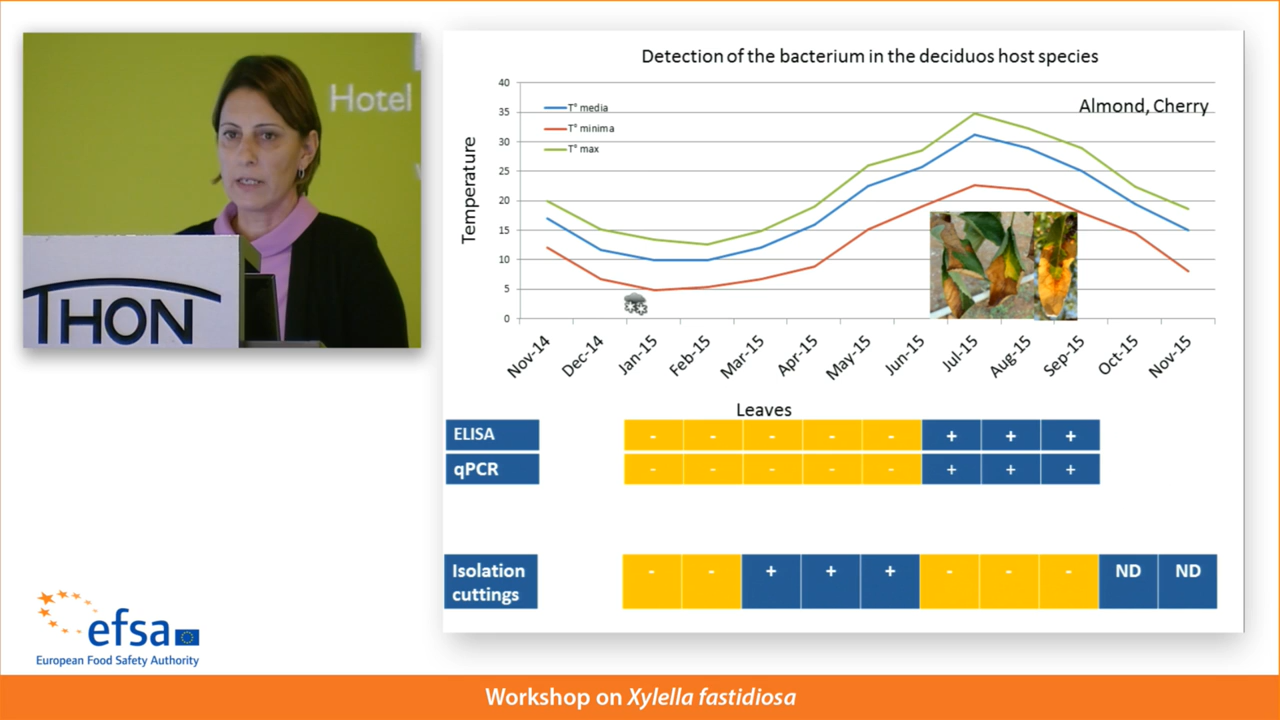 Hotel
THON
Detection of the bacterium in the deciduos host species
Almond, Cherry
Temperature
40
35
30
25
20
15
10
5
0
T° media
T° minima
T° max
Nov-14
Dec-14
Jan-15
Feb-15
Mar-15
Apr-15
May-15
Jun-15
Jul-15
Aug-15
Sep-15
Oct-15
Nov-15
Leaves
ELISA - - - - - + + +
qPCR - - - - - + + +
Isolation cuttings - - + + + - - - ND ND
efsa
European Food Safety Authority
Workshop on Xylella fastidiosa